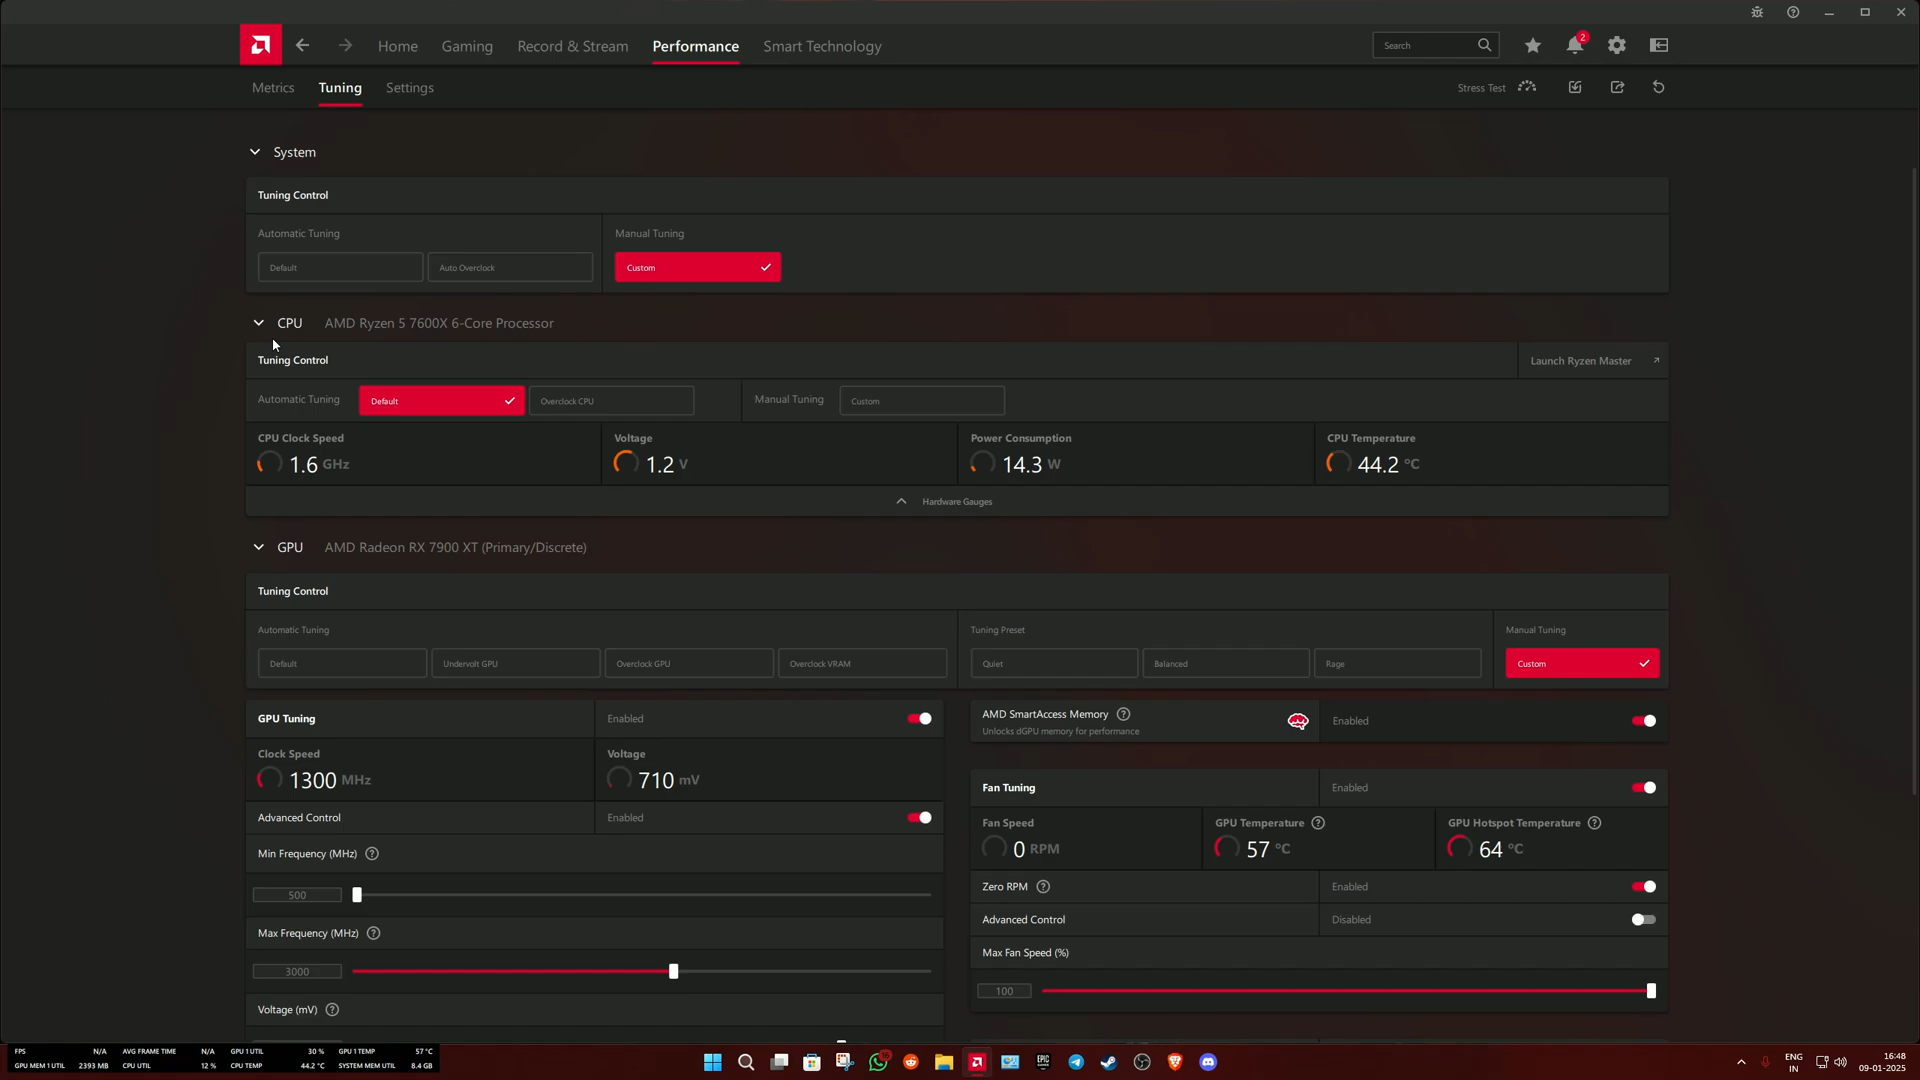 Home Gaming Record & Stream Performance Smart Technology Search 2
Metrics Tuning Settings Stress Test
System
Tuning Control
Automatic Tuning Manual Tuning
Default Auto Overclock Custom
CPU AMD Ryzen 5 7600X 6-Core Processor
Tuning Control Launch Ryzen Master
Automatic Tuning Default Overclock CPU Manual Tuning Custom
CPU Clock Speed Voltage Power Consumption CPU Temperature
1.6 GHz 1.2 V 14.3 W 44.2 °C
Hardware Gauges
GPU AMD Radeon RX 7900 XT (Primary/Discrete)
Tuning Control
Automatic Tuning Tuning Preset Manual Tuning
Default Undervolt GPU Overclock GPU Overclock VRAM Quiet Balanced Rage Custom
GPU Tuning Enabled
Clock Speed Voltage
1300 MHz 710 mV
Advanced Control Enabled
Min Frequency (MHz)
500
Max Frequency (MHz)
3000
Voltage (mV)
AMD SmartAccess Memory Enabled
Unlocks dGPU memory for performance
Fan Tuning Enabled
Fan Speed GPU Temperature GPU Hotspot Temperature
0 RPM 57 °C 64 °C
Zero RPM Enabled
Advanced Control Disabled
Max Fan Speed (%)
100
FPS N/A AVG FRAME TIME N/A GPU 1 UTIL 30 % GPU 1 TEMP 57 °C
GPU MEM 1 UTIL 2393 MB CPU UTIL 12 % CPU TEMP 44.2 °C SYSTEM MEM UTIL 8.4 GB
EPIC
ENG
IN
16:48
09-01-2025